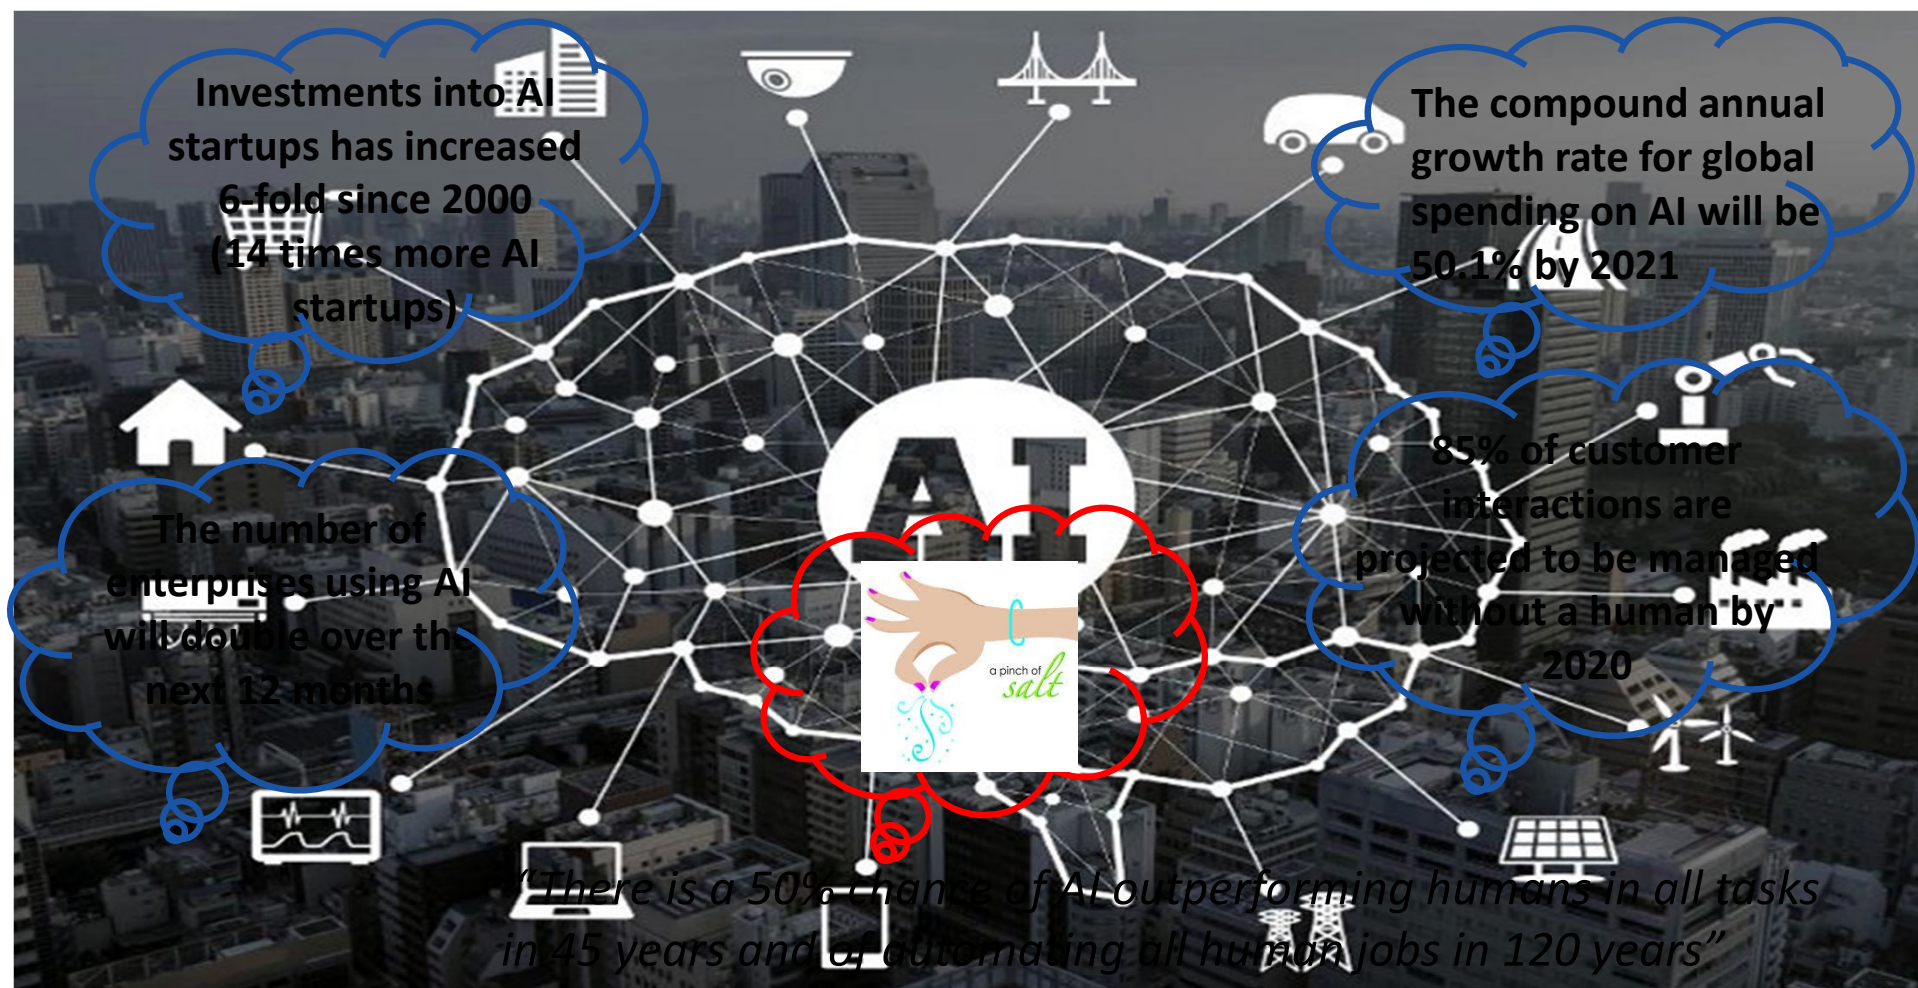 Investments into AI
startups has increased
6-fold since 2000
(14 times more AI
startups)
The compound annual
growth rate for global
spending on AI will be
50.1% by 2021
AI
The number of
enterprises using AI
will double over the
next 12 months
85% of customer
interactions are
projected to be managed
without a human by
2020
a pinch of
salt
“There is a 50% chance of AI outperforming humans in all tasks
in 45 years and of automating all human jobs in 120 years”